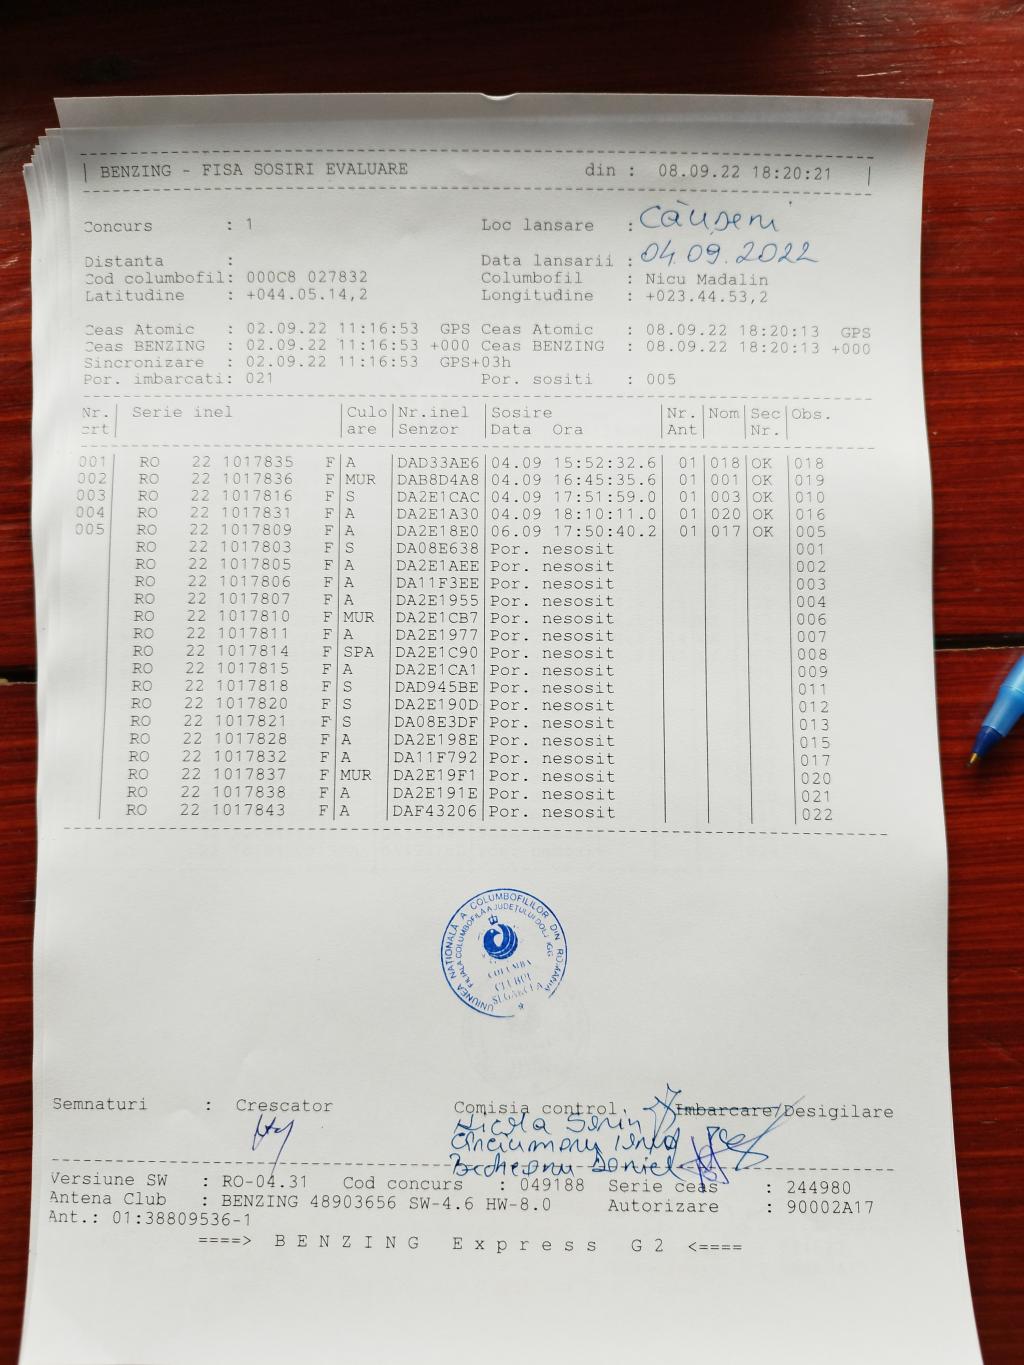 BENZING - FISA SOSIRI EVALUARE din : 08.09.22 18:20:21
Concurs : 1 Loc lansare : Căușeni
Distanta : Data lansarii : 04.09.2022
Cod columbofil: 000C8 027832 Columbofil : Nicu Madalin
Latitudine : +044.05.14,2 Longitudine : +023.44.53,2
Ceas Atomic : 02.09.22 11:16:53 GPS Ceas Atomic : 08.09.22 18:20:13 GPS
Ceas BENZING : 02.09.22 11:16:53 +000 Ceas BENZING : 08.09.22 18:20:13 +000
Sincronizare : 02.09.22 11:16:53 GPS+03h
Por. imbarcati: 021 Por. sositi : 005
Nr. Serie inel Culo Nr.inel Sosire Nr. Nom Sec Obs.
crt are Senzor Data Ora Ant Nr.
001 RO 22 1017835 F A DAD33AE6 04.09 15:52:32.6 01 018 OK 018
002 RO 22 1017836 F MUR DAB8D4A8 04.09 16:45:35.6 01 001 OK 019
003 RO 22 1017816 F S DA2E1CAC 04.09 17:51:59.0 01 003 OK 010
004 RO 22 1017831 F A DA2E1A30 04.09 18:10:11.0 01 020 OK 016
005 RO 22 1017809 F A DA2E18E0 06.09 17:50:40.2 01 017 OK 005
RO 22 1017803 F S DA08E638 Por. nesosit 001
RO 22 1017805 F A DA2E1AEE Por. nesosit 002
RO 22 1017806 F A DA11F3EE Por. nesosit 003
RO 22 1017807 F A DA2E1955 Por. nesosit 004
RO 22 1017810 F MUR DA2E1CB7 Por. nesosit 006
RO 22 1017811 F A DA2E1977 Por. nesosit 007
RO 22 1017814 F SPA DA2E1C90 Por. nesosit 008
RO 22 1017815 F A DA2E1CA1 Por. nesosit 009
RO 22 1017818 F S DAD945BE Por. nesosit 011
RO 22 1017820 F S DA2E190D Por. nesosit 012
RO 22 1017821 F S DA08E3DF Por. nesosit 013
RO 22 1017828 F A DA2E198E Por. nesosit 015
RO 22 1017832 F A DA11F792 Por. nesosit 017
RO 22 1017837 F MUR DA2E19F1 Por. nesosit 020
RO 22 1017838 F A DA2E191E Por. nesosit 021
RO 22 1017843 F A DAF43206 Por. nesosit 022
UNIUNEA NAȚIONALĂ A COLUMBOFILILOR DIN ROMÂNIA
FILIALA COLUMBOFILĂ A JUDEȚULUI DOLJ
COLUMBA
CLUBUL
SEGARCEA
Semnaturi : Crescator Comisia control. Imbarcare/Desigilare
Versiune SW : RO-04.31 Cod concurs : 049188 Serie ceas : 244980
Antena Club : BENZING 48903656 SW-4.6 HW-8.0 Autorizare : 90002A17
Ant.: 01:38809536-1
====> BENZING Express G2 <====